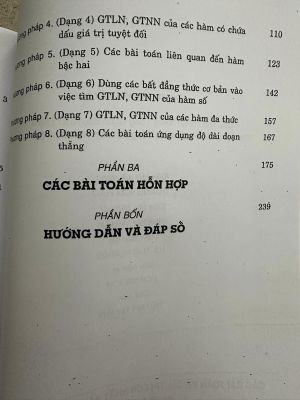 ng pháp 4. (Dạng 4) GTLN, GTNN của các hàm có chứa
dấu giá trị tuyệt đối 110
ương pháp 5. (Dạng 5) Các bài toán liên quan đến hàm
bậc hai 123
ương pháp 6. (Dạng 6) Dùng các bất đẳng thức cơ bản vào
việc tìm GTLN, GTNN của hàm số 142
hương pháp 7. (Dạng 7) GTLN, GTNN của các hàm đa thức 157
hương pháp 8. (Dạng 8) Các bài toán ứng dụng độ dài đoạn 167
thẳng
PHẦN BA 175
CÁC BÀI TOÁN HỖN HỢP
PHẦN BỐN 239
HƯỚNG DẪN VÀ ĐÁP SỐ